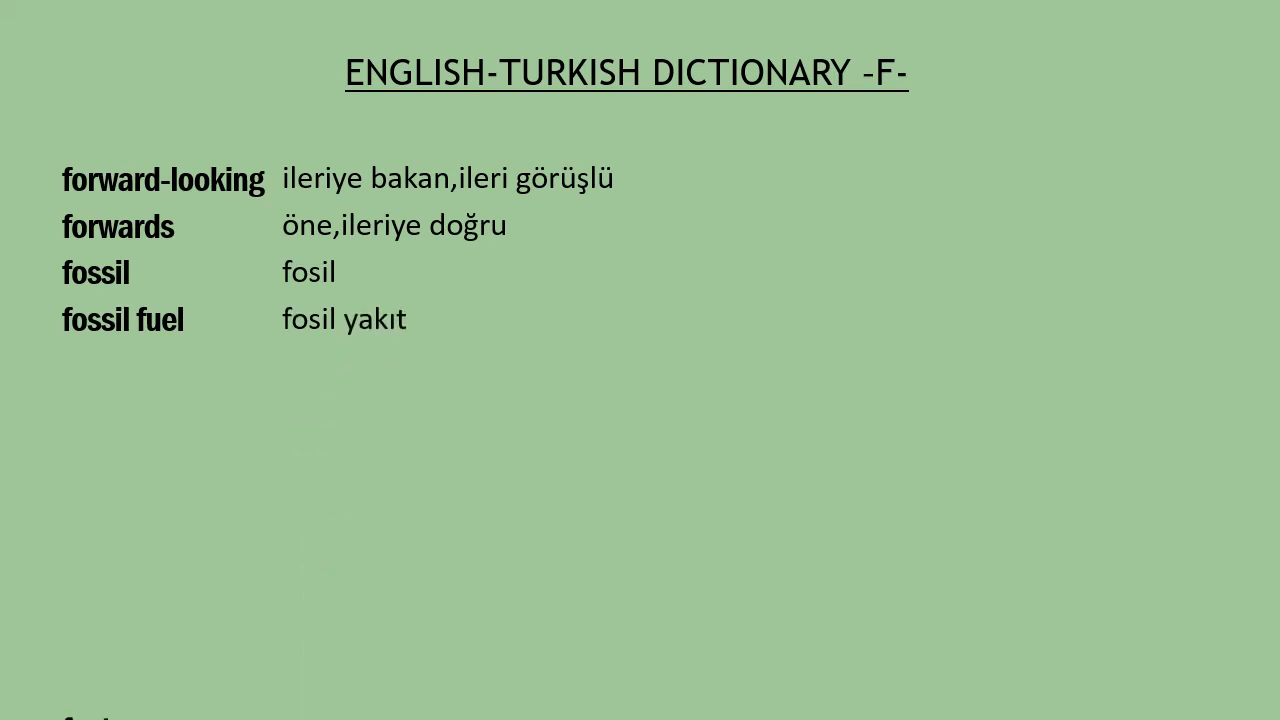 ENGLISH-TURKISH DICTIONARY –F-
forward-looking ileriye bakan,ileri görüşlü
forwards öne,ileriye doğru
fossil fosil
fossil fuel fosil yakıt